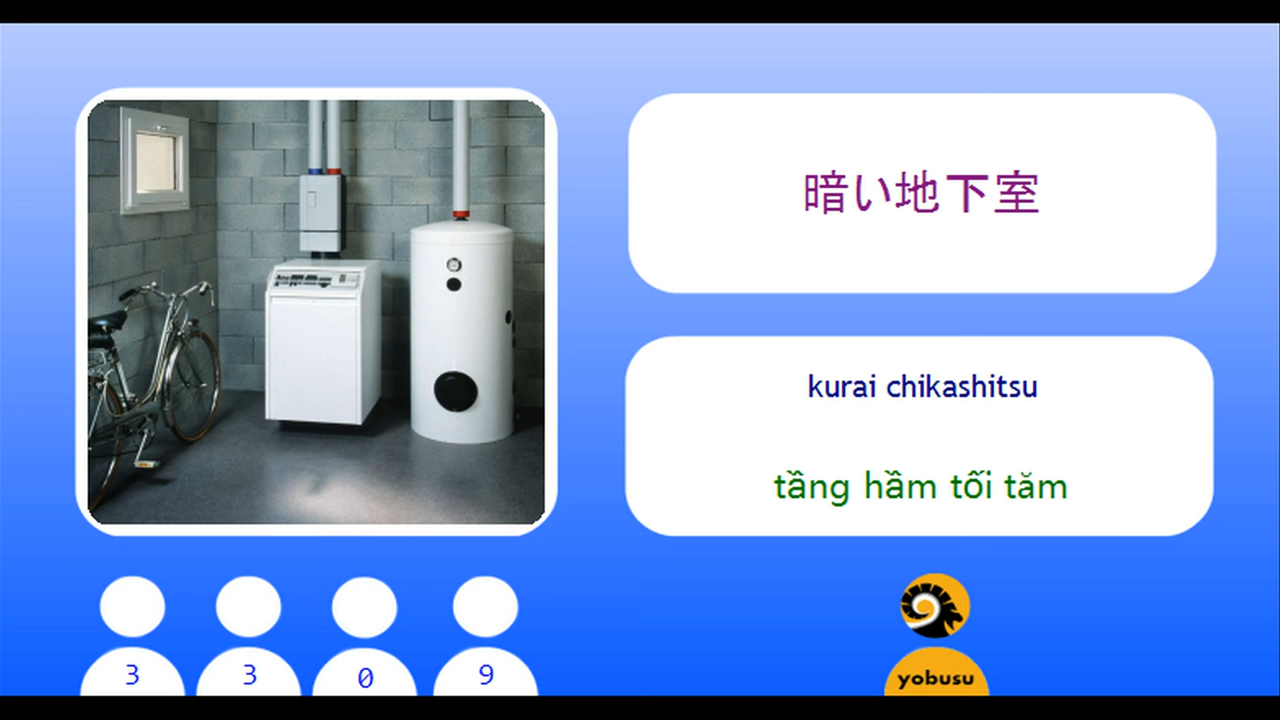 暗い地下室
kurai chikashitsu
tầng hầm tối tăm
3 3 0 9
yobusu